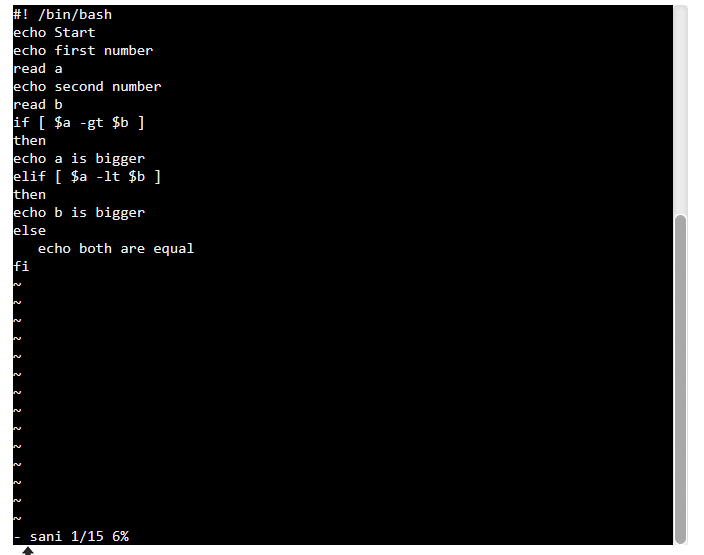 #! /bin/bash
echo Start
echo first number
read a
echo second number
read b
if [ $a -gt $b ]
then
echo a is bigger
elif [ $a -lt $b ]
then
echo b is bigger
else
   echo both are equal
fi
~
~
~
~
~
~
~
~
~
~
~
~
~
~
- sani 1/15 6%